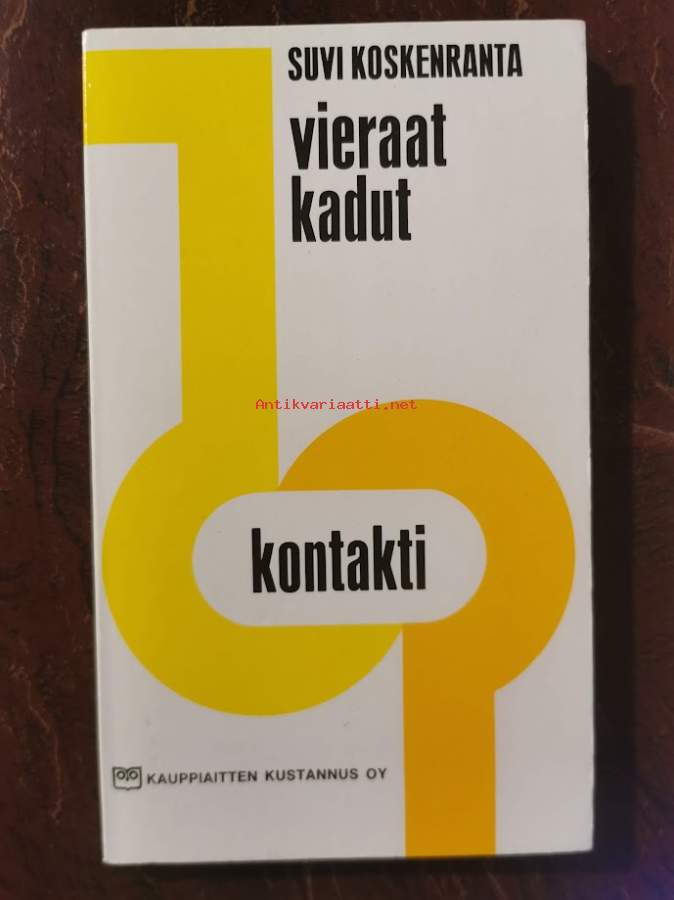 SUVI KOSKENRANTA
vieraat
kadut
Antikvariaatti.net
kontakti
KAUPPIAITTEN KUSTANNUS OY